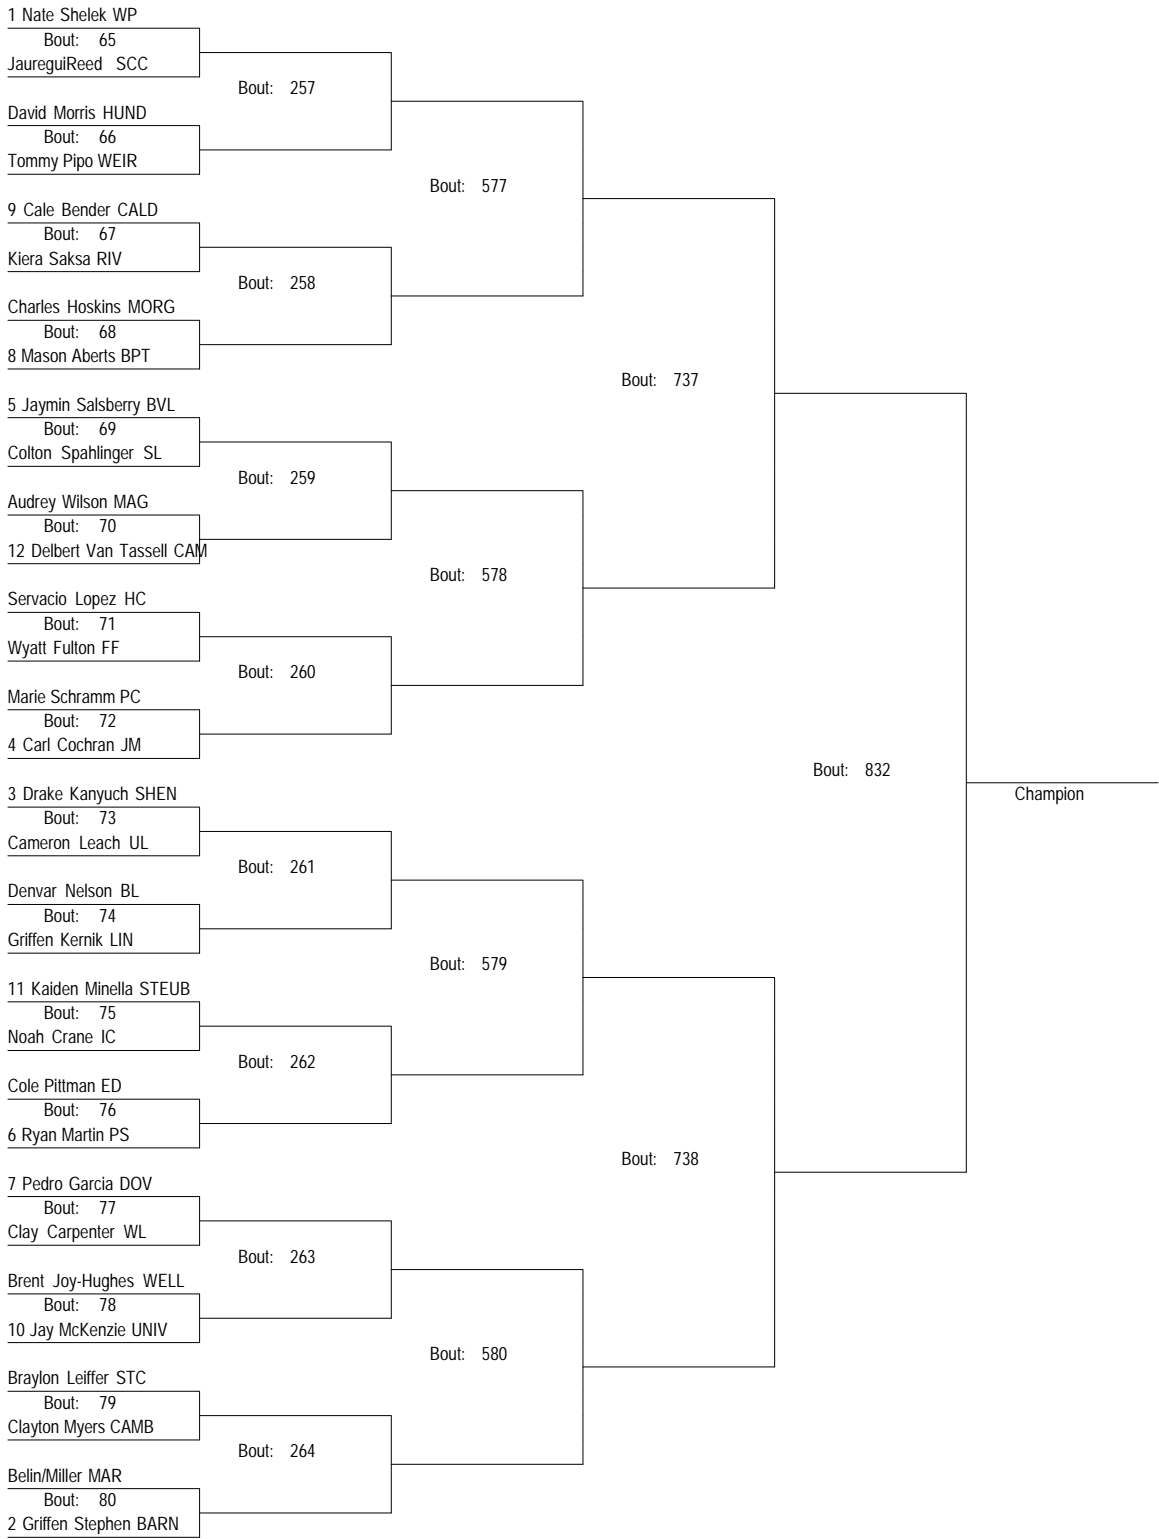 1 Nate Shelek WP
Bout: 65
JaureguiReed SCC
Bout: 257
David Morris HUND
Bout: 66
Tommy Pipo WEIR
Bout: 577
9 Cale Bender CALD
Bout: 67
Kiera Saksa RIV
Bout: 258
Charles Hoskins MORG
Bout: 68
8 Mason Aberts BPT
Bout: 737
5 Jaymin Salsberry BVL
Bout: 69
Colton Spahlinger SL
Bout: 259
Audrey Wilson MAG
Bout: 70
12 Delbert Van Tassell CAM
Bout: 578
Servacio Lopez HC
Bout: 71
Wyatt Fulton FF
Bout: 260
Marie Schramm PC
Bout: 72
4 Carl Cochran JM
Bout: 832
3 Drake Kanyuch SHEN
Champion
Bout: 73
Cameron Leach UL
Bout: 261
Denvar Nelson BL
Bout: 74
Griffen Kernik LIN
Bout: 579
11 Kaiden Minella STEUB
Bout: 75
Noah Crane IC
Bout: 262
Cole Pittman ED
Bout: 76
6 Ryan Martin PS
Bout: 738
7 Pedro Garcia DOV
Bout: 77
Clay Carpenter WL
Bout: 263
Brent Joy-Hughes WELL
Bout: 78
10 Jay McKenzie UNIV
Bout: 580
Braylon Leiffer STC
Bout: 79
Clayton Myers CAMB
Bout: 264
Belin/Miller MAR
Bout: 80
2 Griffen Stephen BARN